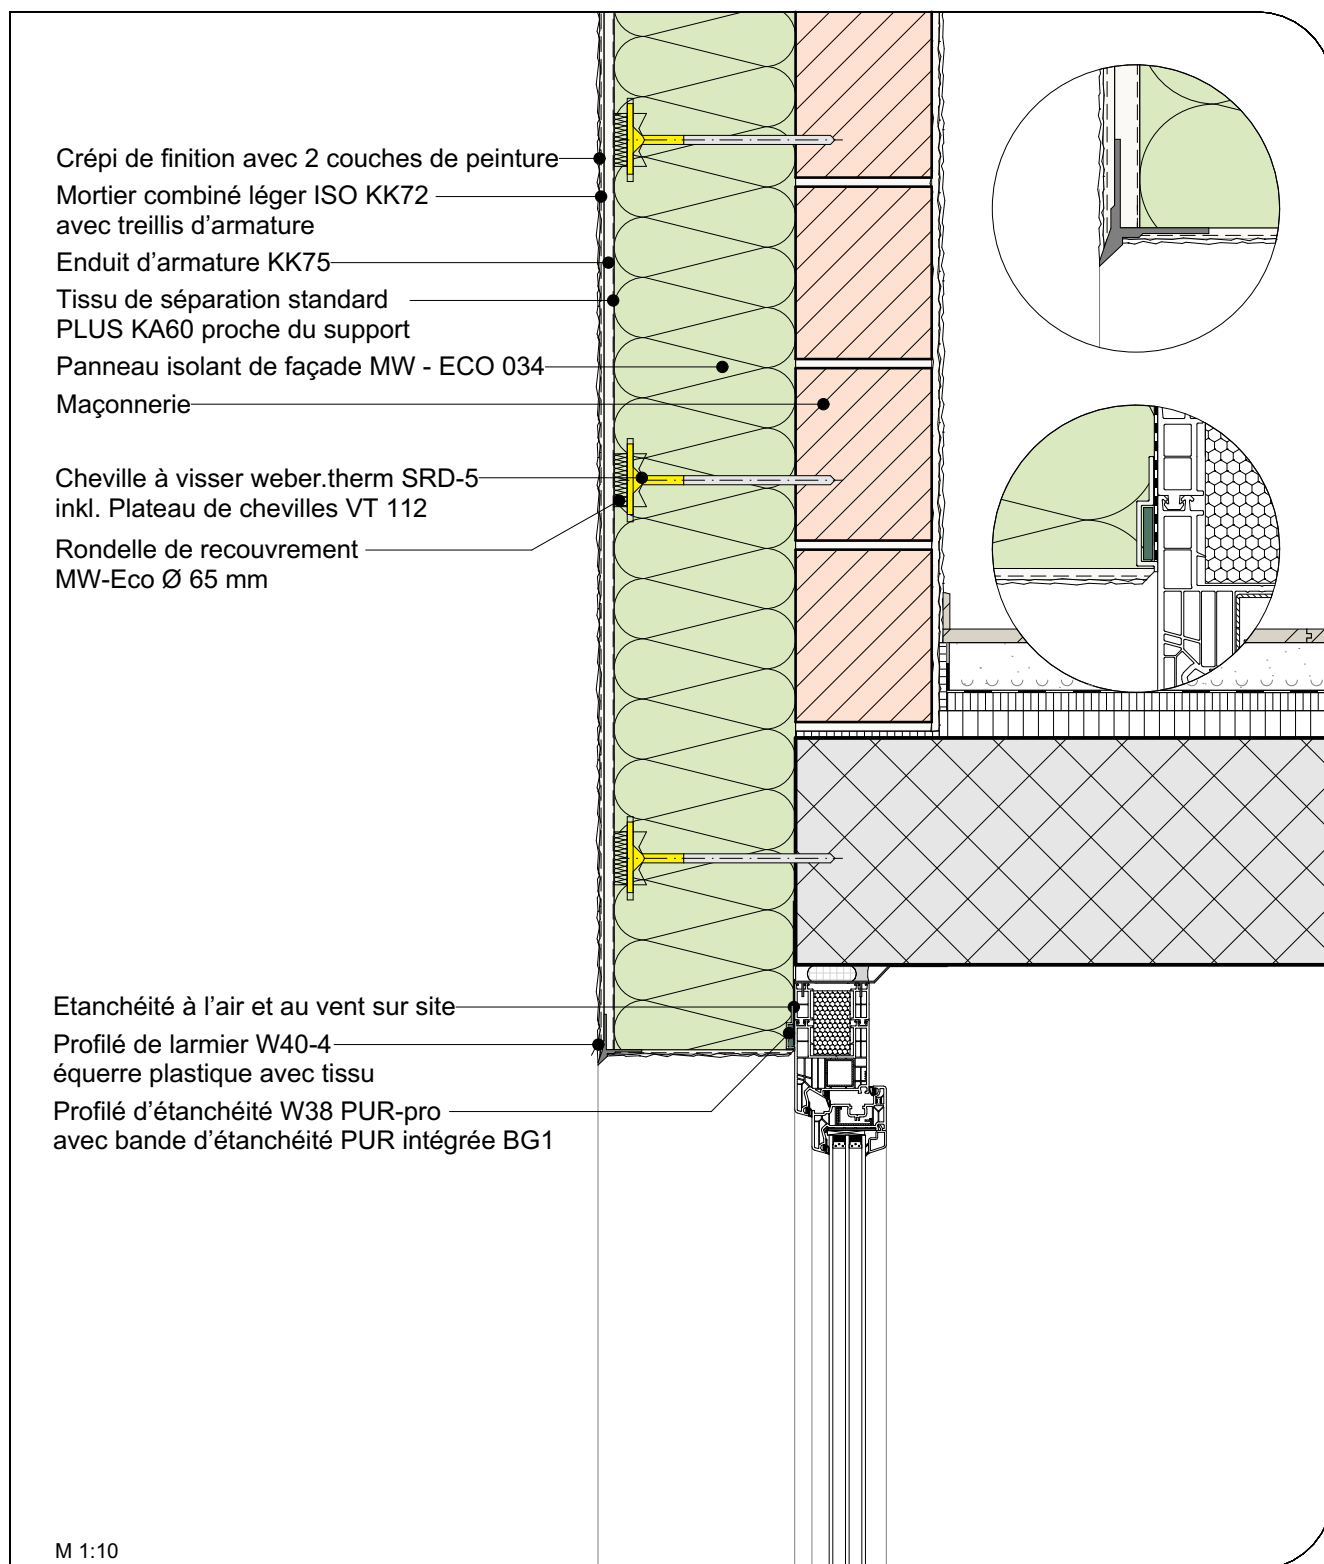 Crépi de finition avec 2 couches de peinture
Mortier combiné léger ISO KK72
avec treillis d'armature
Enduit d'armature KK75
Tissu de séparation standard
PLUS KA60 proche du support
Panneau isolant de façade MW - ECO 034
Maçonnerie
Cheville à visser weber.therm SRD-5
inkl. Plateau de chevilles VT 112
Rondelle de recouvrement
MW-Eco Ø 65 mm
Etanchéité à l'air et au vent sur site
Profilé de larmier W40-4
équerre plastique avec tissu
Profilé d'étanchéité W38 PUR-pro
avec bande d'étanchéité PUR intégrée BG1
M 1:10